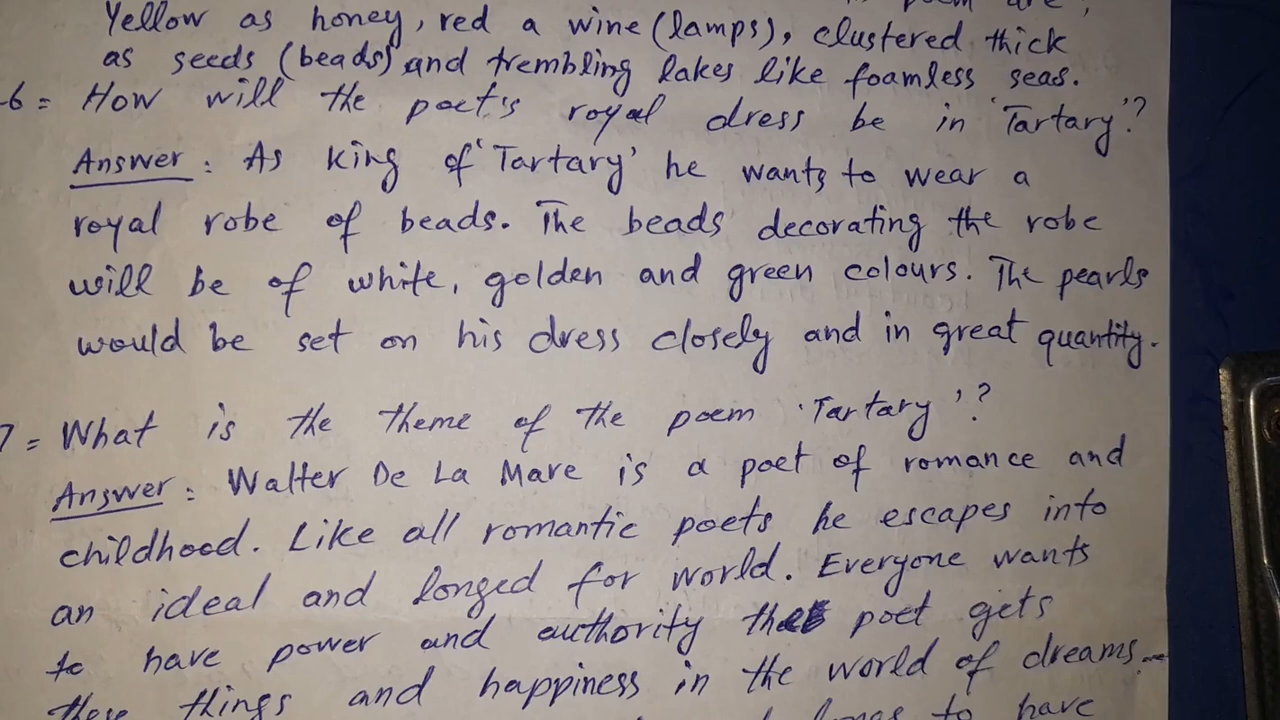 poem are,
Yellow as honey, red a wine (lamps), clustered thick
as seeds (beads) and trembling lakes like foamless seas.
6 = How will the poet's royal dress be in 'Tartary'?
Answer : As king of 'Tartary' he wants to wear a
royal robe of beads. The beads decorating the robe
will be of white, golden and green colours. The pearls
would be set on his dress closely and in great quantity.
7 = What is the theme of the poem 'Tartary'?
Answer : Walter De La Mare is a poet of romance and
childhood. Like all romantic poets he escapes into
an ideal and longed for world. Everyone wants
to have power and authority the poet gets
these things and happiness in the world of dreams.
longs to have